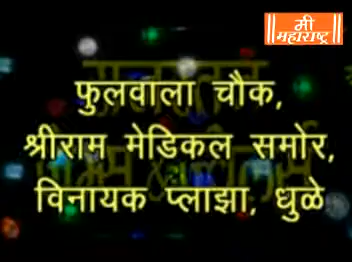 ॥ मी महाराष्ट्र ॥
फुलवाला चौक,
श्रीराम मेडिकल समोर,
विनायक प्लाझा, धुळे